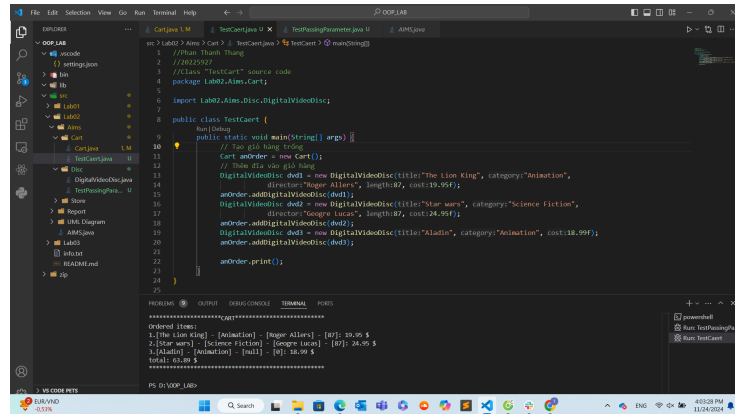 File Edit Selection View Go Run Terminal Help
OOP_LAB
EXPLORER
OOP_LAB
.vscode
{} settings.json
bin
lib
src
Lab01
Lab02
Aims
Cart
Cart.java 1, M
TestCaert.java U
Disc
DigitalVideoDisc.java
TestPassingPara... U
Store
Report
UML Diagram
AIMS.java
Lab03
info.txt
README.md
zip
VS CODE PETS
Cart.java 1, M TestCaert.java U TestPassingParameter.java U AIMS.java
src > Lab02 > Aims > Cart > TestCaert.java > TestCaert > main(String[])
1 //Phan Thanh Thang
2 //20225927
3 //Class "TestCart" source code
4 package Lab02.Aims.Cart;
5
6 import Lab02.Aims.Disc.DigitalVideoDisc;
7
8 public class TestCaert {
Run | Debug
9 public static void main(String[] args) {
10 // Tạo giỏ hàng trống
11 Cart anOrder = new Cart();
12 // Thêm đĩa vào giỏ hàng
13 DigitalVideoDisc dvd1 = new DigitalVideoDisc(title:"The Lion King", category:"Animation",
14 director:"Roger Allers", length:87, cost:19.95f);
15 anOrder.addDigitalVideoDisc(dvd1);
16 DigitalVideoDisc dvd2 = new DigitalVideoDisc(title:"Star wars", category:"Science Fiction",
17 director:"Geogre Lucas", length:87, cost:24.95f);
18 anOrder.addDigitalVideoDisc(dvd2);
19 DigitalVideoDisc dvd3 = new DigitalVideoDisc(title:"Aladin", category:"Animation", cost:18.99f);
20 anOrder.addDigitalVideoDisc(dvd3);
21
22 anOrder.print();
23 }
24 }
25
PROBLEMS 9 OUTPUT DEBUG CONSOLE TERMINAL PORTS
**********************CART***************************
Ordered items:
1.[The Lion King] - [Animation] - [Roger Allers] - [87]: 19.95 $
2.[Star wars] - [Science Fiction] - [Geogre Lucas] - [87]: 24.95 $
3.[Aladin] - [Animation] - [null] - [0]: 18.99 $
total: 63.89 $
*****************************************************
PS D:\OOP_LAB>
powershell
Run: TestPassingPa...
Run: TestCaert
EUR/VND
-0,53%
Search
ENG
4:03:28 PM
11/24/2024